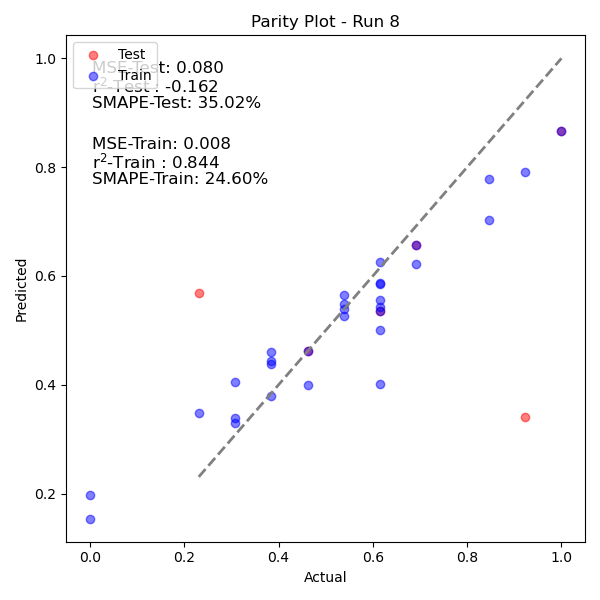 Parity Plot - Run 8
Test
Train
MSE-Test: 0.080
r²-Test : -0.162
SMAPE-Test: 35.02%
MSE-Train: 0.008
r²-Train : 0.844
SMAPE-Train: 24.60%
1.0
0.8
0.6
0.4
0.2
Predicted
0.0 0.2 0.4 0.6 0.8 1.0
Actual